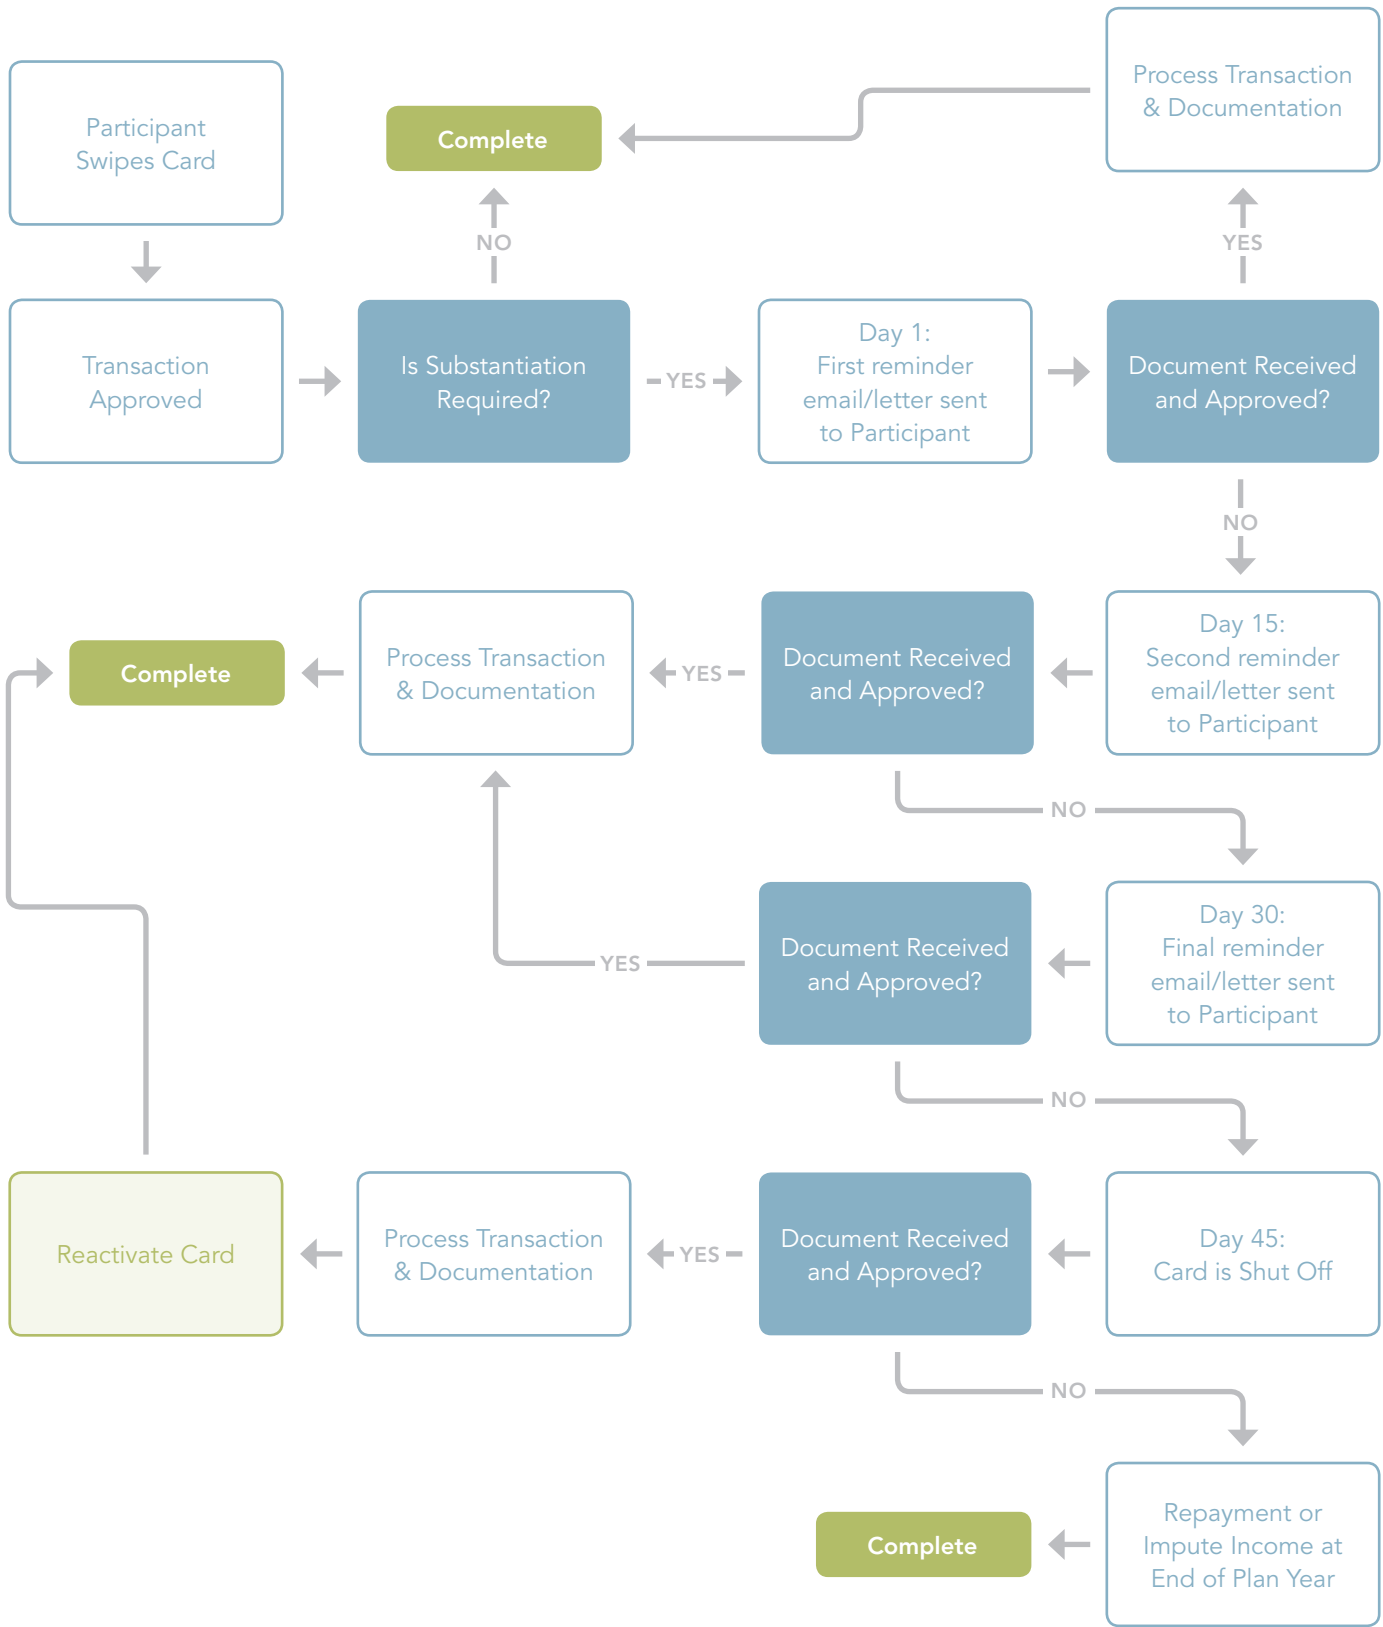 Process Transaction
& Documentation
Participant
Swipes Card
Complete
NO
YES
Transaction
Approved
Is Substantiation
Required?
YES
Day 1:
First reminder
email/letter sent
to Participant
Document Received
and Approved?
NO
Day 15:
Second reminder
email/letter sent
to Participant
Document Received
and Approved?
YES
Process Transaction
& Documentation
Complete
NO
Day 30:
Final reminder
email/letter sent
to Participant
Document Received
and Approved?
YES
NO
Day 45:
Card is Shut Off
Document Received
and Approved?
YES
Process Transaction
& Documentation
Reactivate Card
NO
Repayment or
Impute Income at
End of Plan Year
Complete